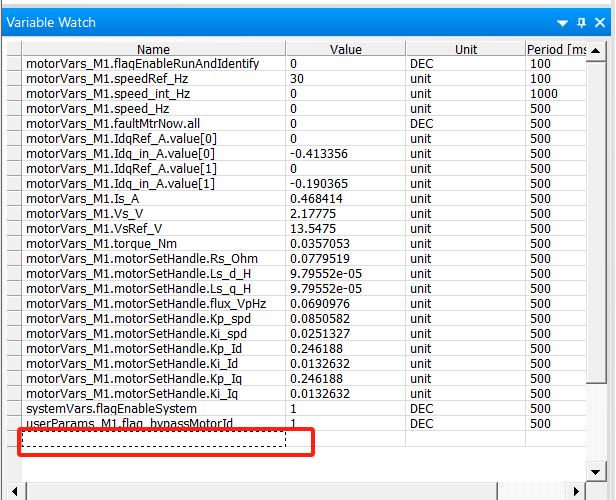 Variable Watch
Name Value Unit Period [ms
motorVars_M1.flagEnableRunAndIdentify 0 DEC 100
motorVars_M1.speedRef_Hz 30 unit 100
motorVars_M1.speed_int_Hz 0 unit 1000
motorVars_M1.speed_Hz 0 unit 500
motorVars_M1.faultMtrNow.all 0 DEC 500
motorVars_M1.IdqRef_A.value[0] 0 unit 500
motorVars_M1.Idq_in_A.value[0] -0.413356 unit 500
motorVars_M1.IdqRef_A.value[1] 0 unit 500
motorVars_M1.Idq_in_A.value[1] -0.190365 unit 500
motorVars_M1.Is_A 0.468414 unit 500
motorVars_M1.Vs_V 2.17775 unit 500
motorVars_M1.VsRef_V 13.5475 unit 500
motorVars_M1.torque_Nm 0.0357053 unit 500
motorVars_M1.motorSetHandle.Rs_Ohm 0.0779519 unit 500
motorVars_M1.motorSetHandle.Ls_d_H 9.79552e-05 unit 500
motorVars_M1.motorSetHandle.Ls_q_H 9.79552e-05 unit 500
motorVars_M1.motorSetHandle.flux_VpHz 0.0690976 unit 500
motorVars_M1.motorSetHandle.Kp_spd 0.0850582 unit 500
motorVars_M1.motorSetHandle.Ki_spd 0.0251327 unit 500
motorVars_M1.motorSetHandle.Kp_Id 0.246188 unit 500
motorVars_M1.motorSetHandle.Ki_Id 0.0132632 unit 500
motorVars_M1.motorSetHandle.Kp_Iq 0.246188 unit 500
motorVars_M1.motorSetHandle.Ki_Iq 0.0132632 unit 500
systemVars.flagEnableSystem 1 DEC 500
userParams_M1.flag_bypassMotorId 1 DEC 500